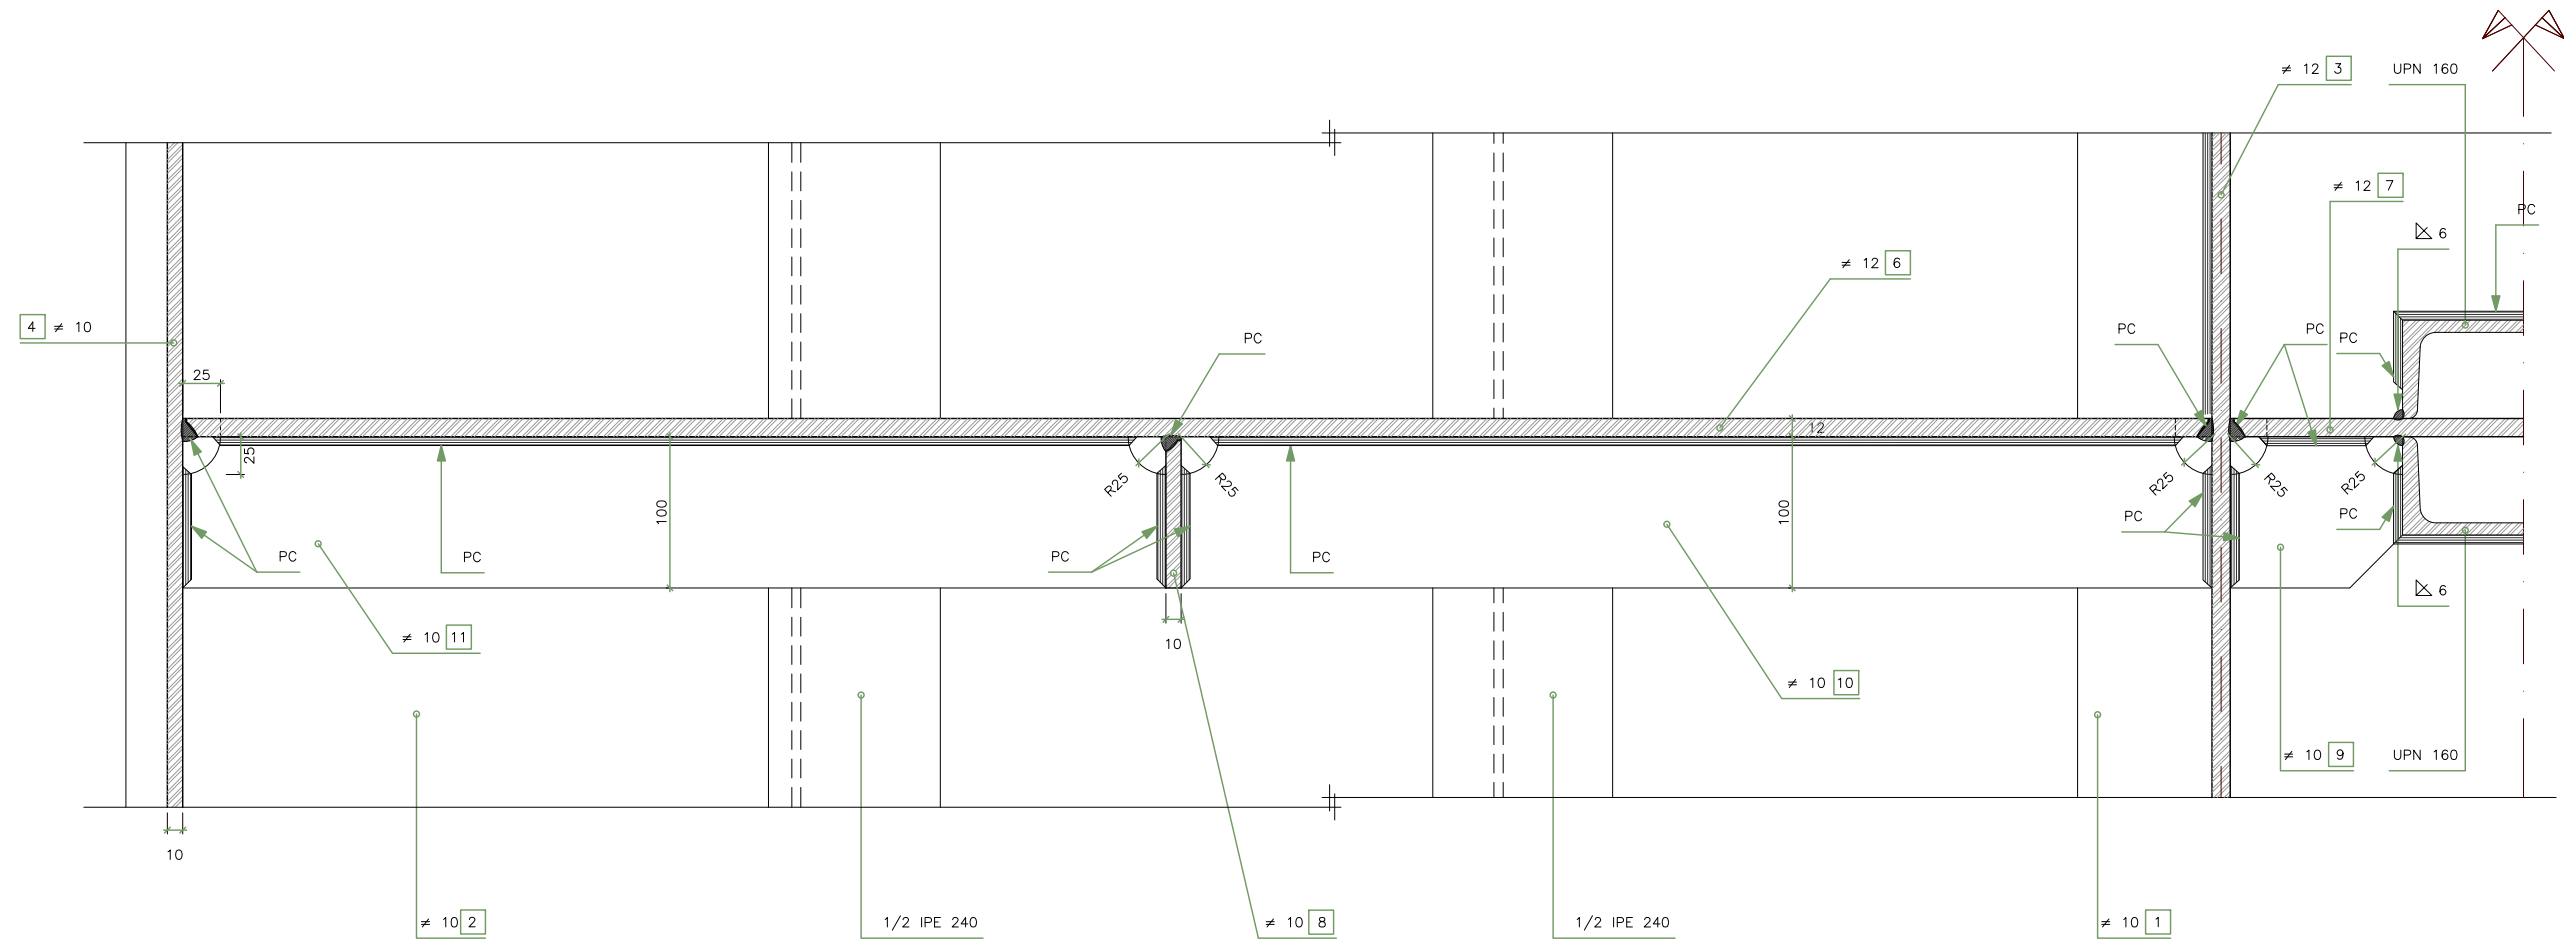 ≠ 12 3
UPN 160
≠ 12 7
PC
6
≠ 12 6
4 ≠ 10
PC
PC
PC
PC
25
12
25
R25
R25
R25
R25
R25
100
100
PC
PC
PC
PC
PC
PC
6
≠ 10 11
10
≠ 10 10
≠ 10 9
UPN 160
10
≠ 10 2
1/2 IPE 240
≠ 10 8
1/2 IPE 240
≠ 10 1